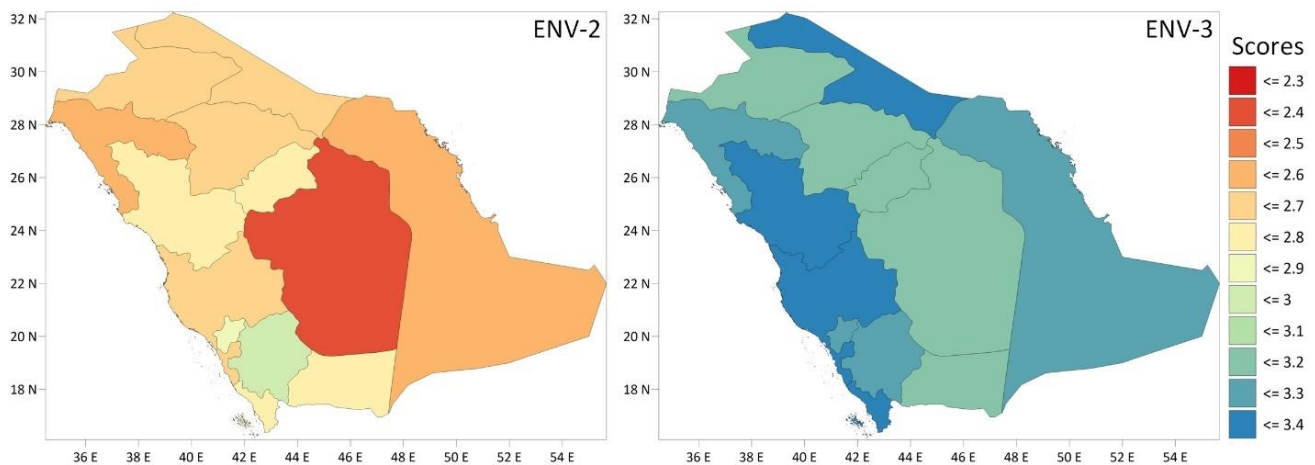 ENV-2
32 N
30 N
28 N
26 N
24 N
22 N
20 N
18 N
36 E 38 E 40 E 42 E 44 E 46 E 48 E 50 E 52 E 54 E
ENV-3
32 N
30 N
28 N
26 N
24 N
22 N
20 N
18 N
36 E 38 E 40 E 42 E 44 E 46 E 48 E 50 E 52 E 54 E
Scores
<= 2.3
<= 2.4
<= 2.5
<= 2.6
<= 2.7
<= 2.8
<= 2.9
<= 3
<= 3.1
<= 3.2
<= 3.3
<= 3.4